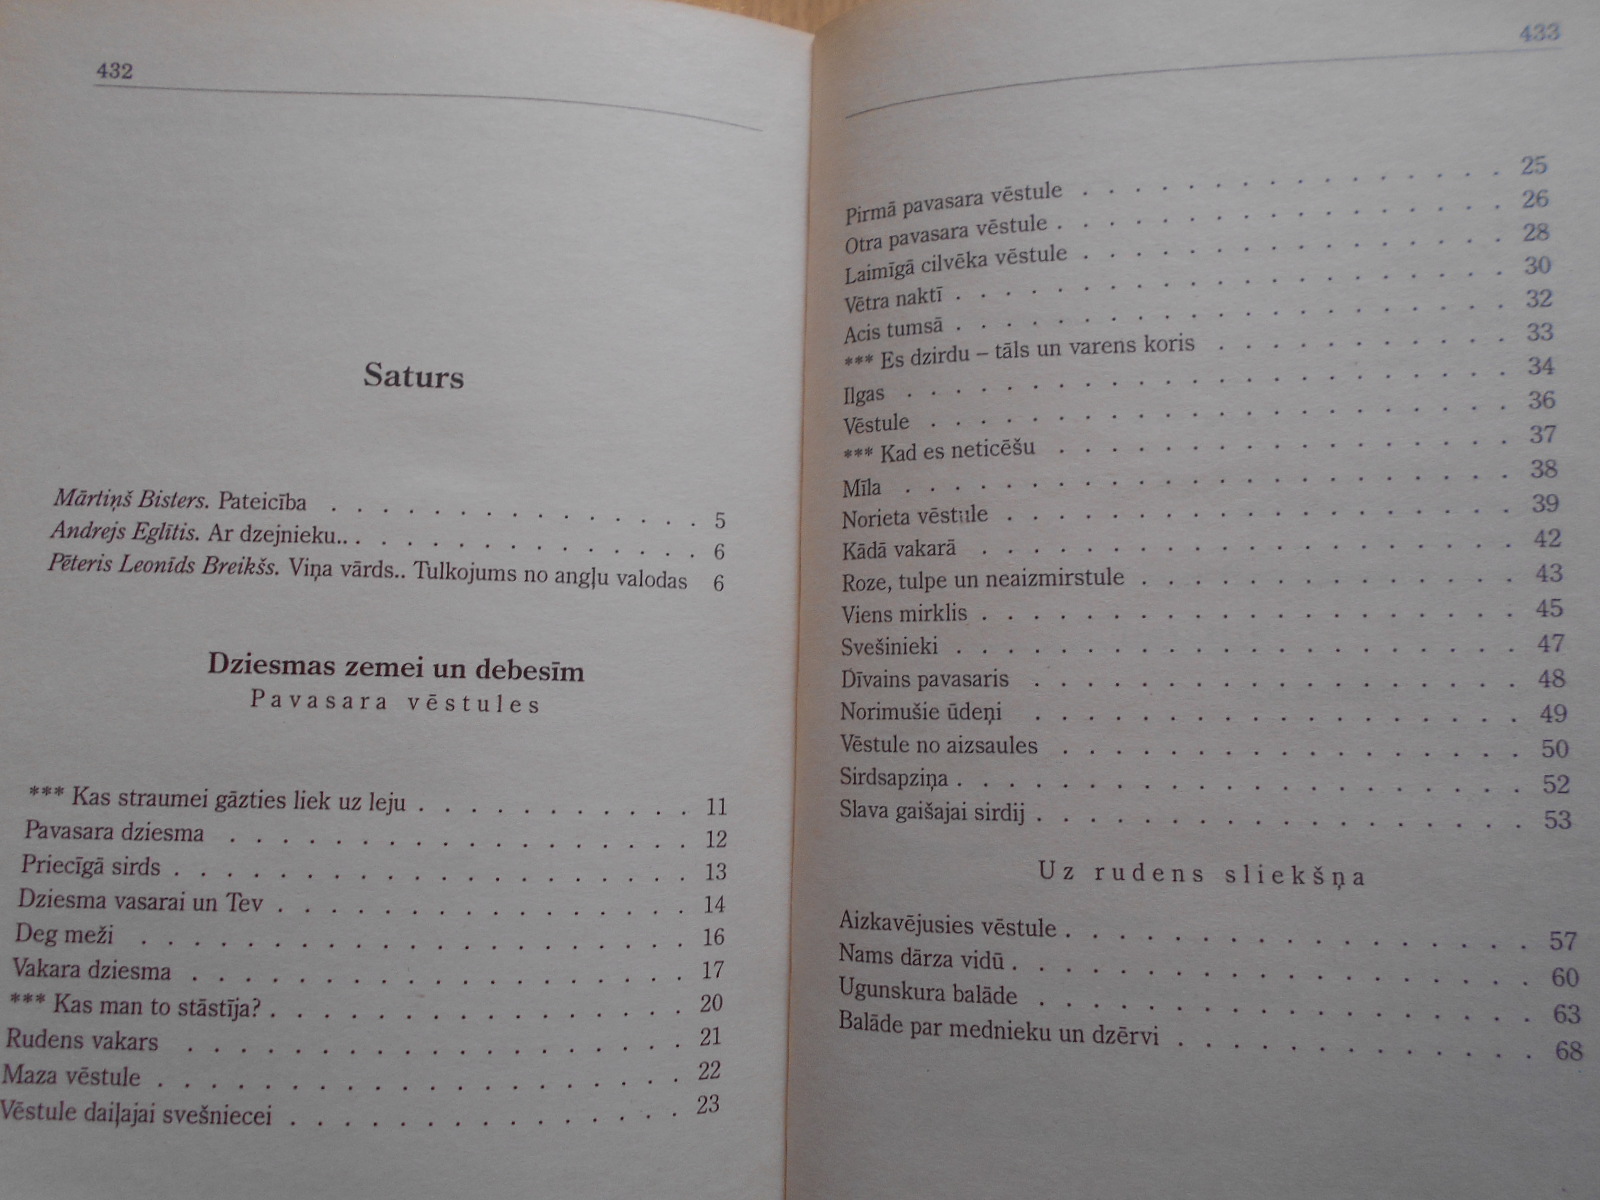 432
Saturs
Mārtiņš Bisters. Pateicība . . . . . . . . . . . . . . 5
Andrejs Eglītis. Ar dzejnieku.. . . . . . . . . . . . . . 6
Pēteris Leonīds Breikšs. Viņa vārds.. Tulkojums no angļu valodas 6
Dziesmas zemei un debesīm
Pavasara vēstules
*** Kas straumei gāzties liek uz leju . . . . . . . . . . . 11
Pavasara dziesma . . . . . . . . . . . . . . . . . . 12
Priecīgā sirds . . . . . . . . . . . . . . . . . . . . 13
Dziesma vasarai un Tev . . . . . . . . . . . . . . . . 14
Deg meži . . . . . . . . . . . . . . . . . . . . . 16
Vakara dziesma . . . . . . . . . . . . . . . . . . . 17
*** Kas man to stāstīja? . . . . . . . . . . . . . . . . 20
Rudens vakars . . . . . . . . . . . . . . . . . . . 21
Maza vēstule . . . . . . . . . . . . . . . . . . . . 22
Vēstule daiļajai svešniecei . . . . . . . . . . . . . . . 23
433
Pirmā pavasara vēstule . . . . . . . . . . . . . . . . 25
Otra pavasara vēstule . . . . . . . . . . . . . . . . . 26
Laimīgā cilvēka vēstule . . . . . . . . . . . . . . . . 28
Vētra naktī . . . . . . . . . . . . . . . . . . . . . 30
Acis tumsā . . . . . . . . . . . . . . . . . . . . . 32
*** Es dzirdu – tāls un varens koris . . . . . . . . . . . 33
Ilgas . . . . . . . . . . . . . . . . . . . . . . . 34
Vēstule . . . . . . . . . . . . . . . . . . . . . . 36
*** Kad es neticēšu . . . . . . . . . . . . . . . . . 37
Mīla . . . . . . . . . . . . . . . . . . . . . . . 38
Norieta vēstule . . . . . . . . . . . . . . . . . . . 39
Kādā vakarā . . . . . . . . . . . . . . . . . . . . 42
Roze, tulpe un neaizmirstule . . . . . . . . . . . . . . 43
Viens mirklis . . . . . . . . . . . . . . . . . . . . 45
Svešinieki . . . . . . . . . . . . . . . . . . . . . 47
Dīvains pavasaris . . . . . . . . . . . . . . . . . . 48
Norimušie ūdeņi . . . . . . . . . . . . . . . . . . 49
Vēstule no aizsaules . . . . . . . . . . . . . . . . . 50
Sirdsapziņa . . . . . . . . . . . . . . . . . . . . . 52
Slava gaišajai sirdij . . . . . . . . . . . . . . . . . . 53
Uz rudens sliekšņa
Aizkavējusies vēstule . . . . . . . . . . . . . . . . . 57
Nams dārza vidū . . . . . . . . . . . . . . . . . . . 60
Ugunskura balāde . . . . . . . . . . . . . . . . . . 63
Balāde par mednieku un dzērvi . . . . . . . . . . . . . 68